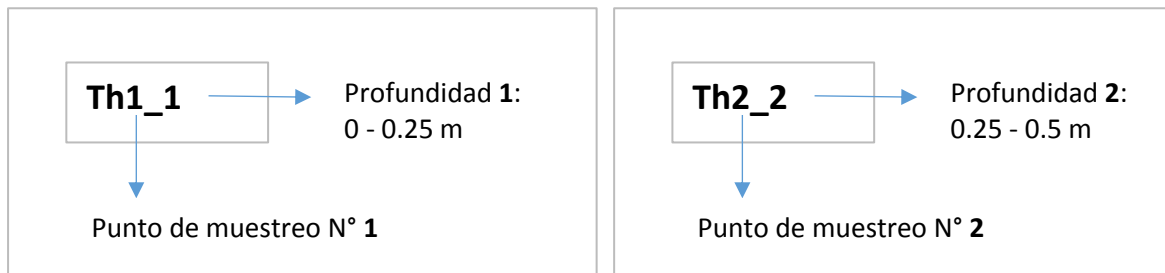 Th1_1
Profundidad 1:
0 - 0.25 m
Punto de muestreo N° 1
Th2_2
Profundidad 2:
0.25 - 0.5 m
Punto de muestreo N° 2